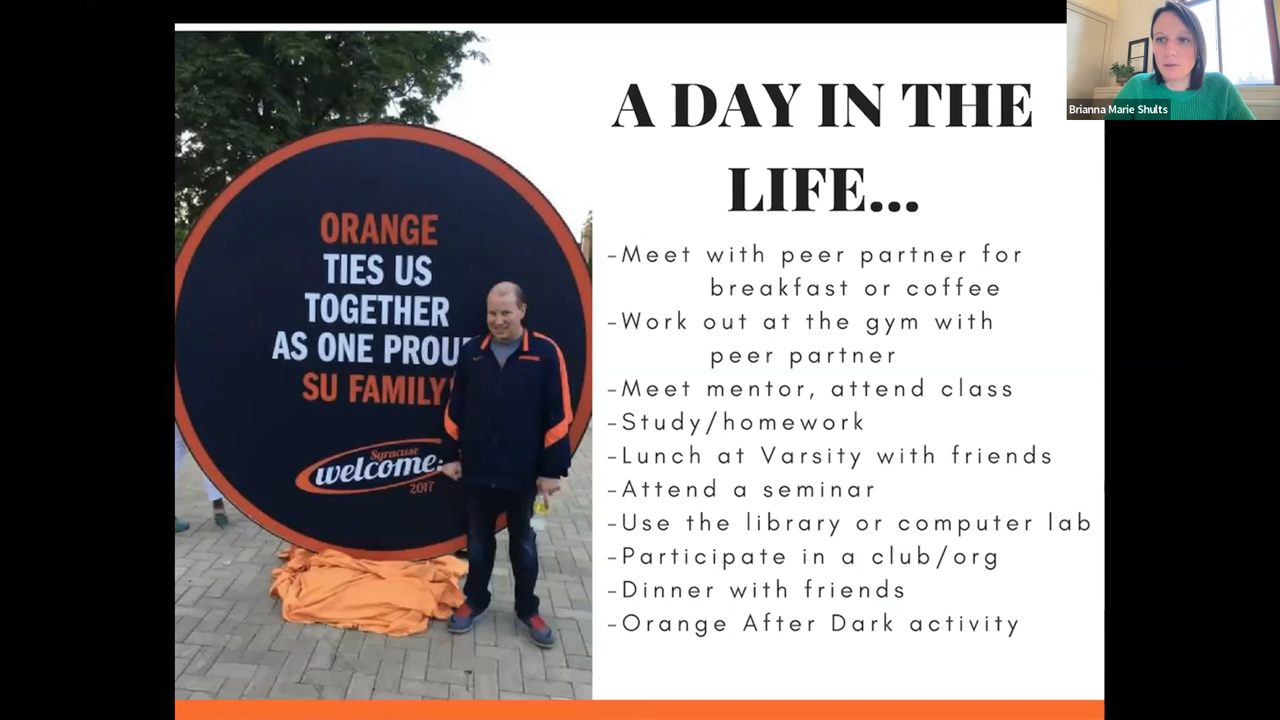 ORANGE
TIES US
TOGETHER
AS ONE PROU
SU FAMILY!
Syracuse
welcome.
2017
A DAY IN THE
LIFE...
-Meet with peer partner for
breakfast or coffee
-Work out at the gym with
peer partner
-Meet mentor, attend class
-Study/homework
-Lunch at Varsity with friends
-Attend a seminar
-Use the library or computer lab
-Participate in a club/org
-Dinner with friends
-Orange After Dark activity
Brianna Marie Shults